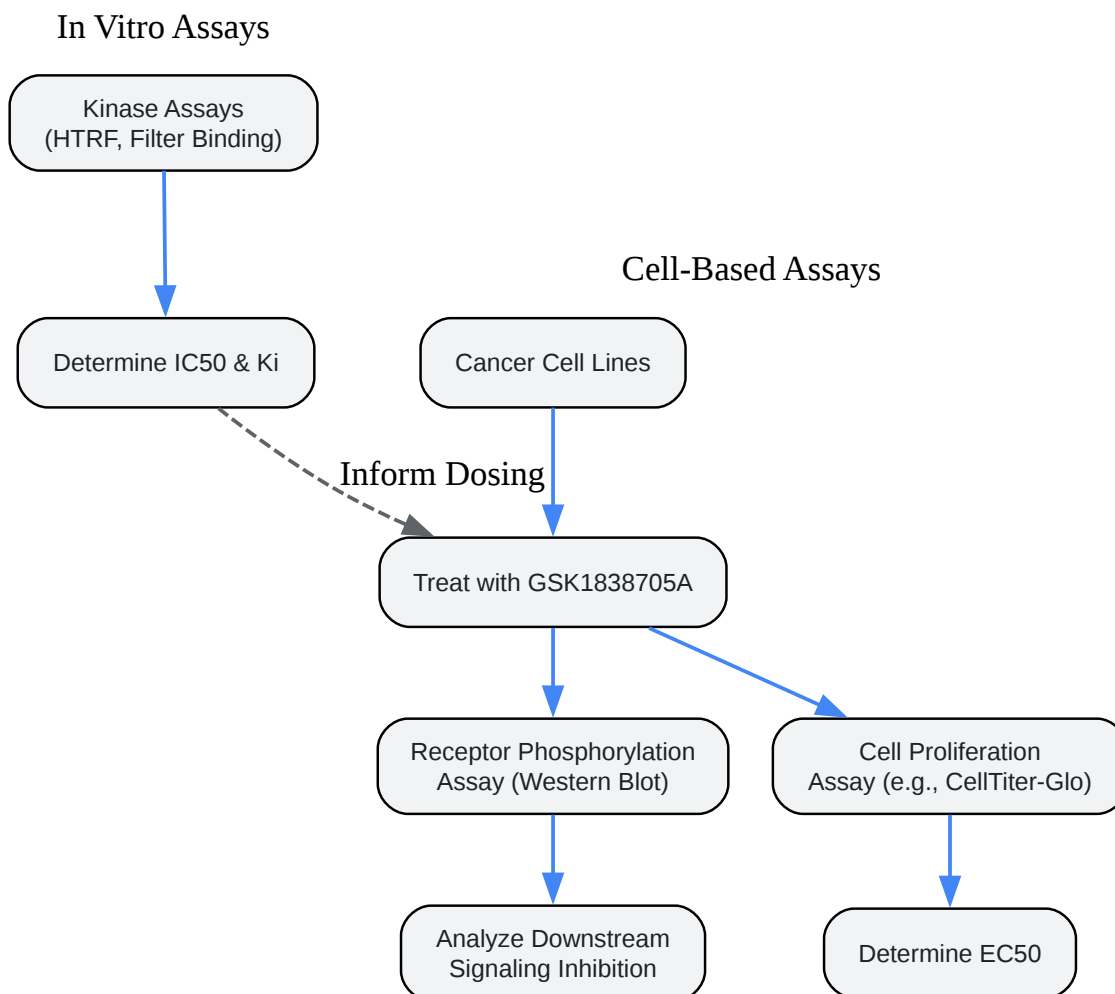 In Vitro Assays
Kinase Assays
(HTRF, Filter Binding)
Cell-Based Assays
Determine IC50 & Ki
Cancer Cell Lines
Inform Dosing
Treat with GSK1838705A
Receptor Phosphorylation
Assay (Western Blot)
Cell Proliferation
Assay (e.g., CellTiter-Glo)
Analyze Downstream
Signaling Inhibition
Determine EC50